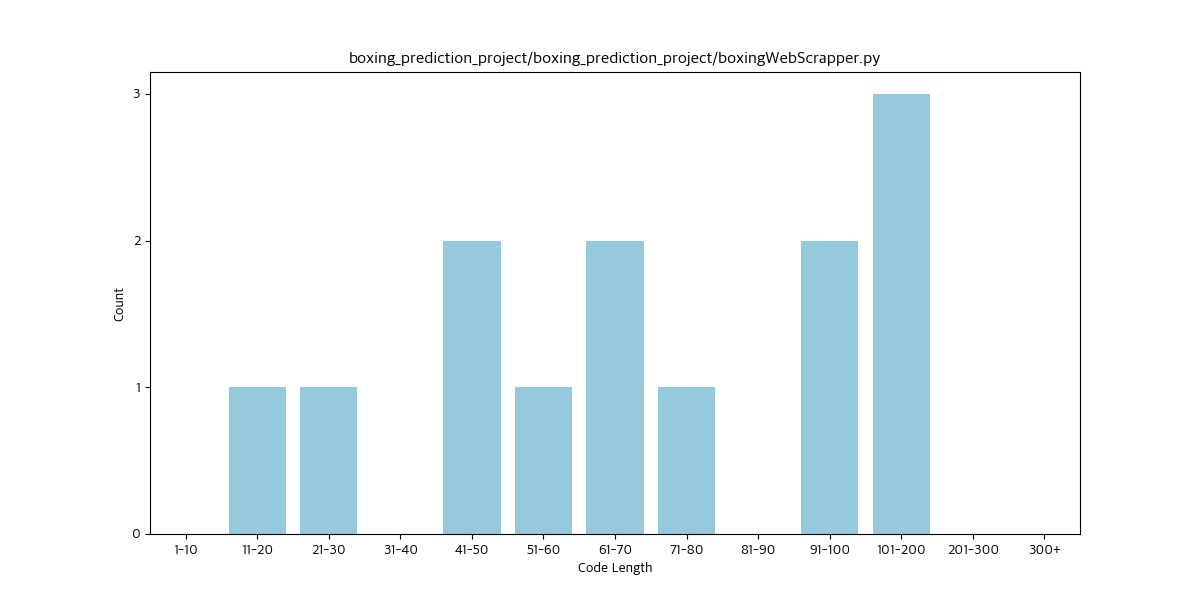 boxing_prediction_project/boxing_prediction_project/boxingWebScrapper.py
3
2
1
0
Count
1-10 11-20 21-30 31-40 41-50 51-60 61-70 71-80 81-90 91-100 101-200 201-300 300+
Code Length